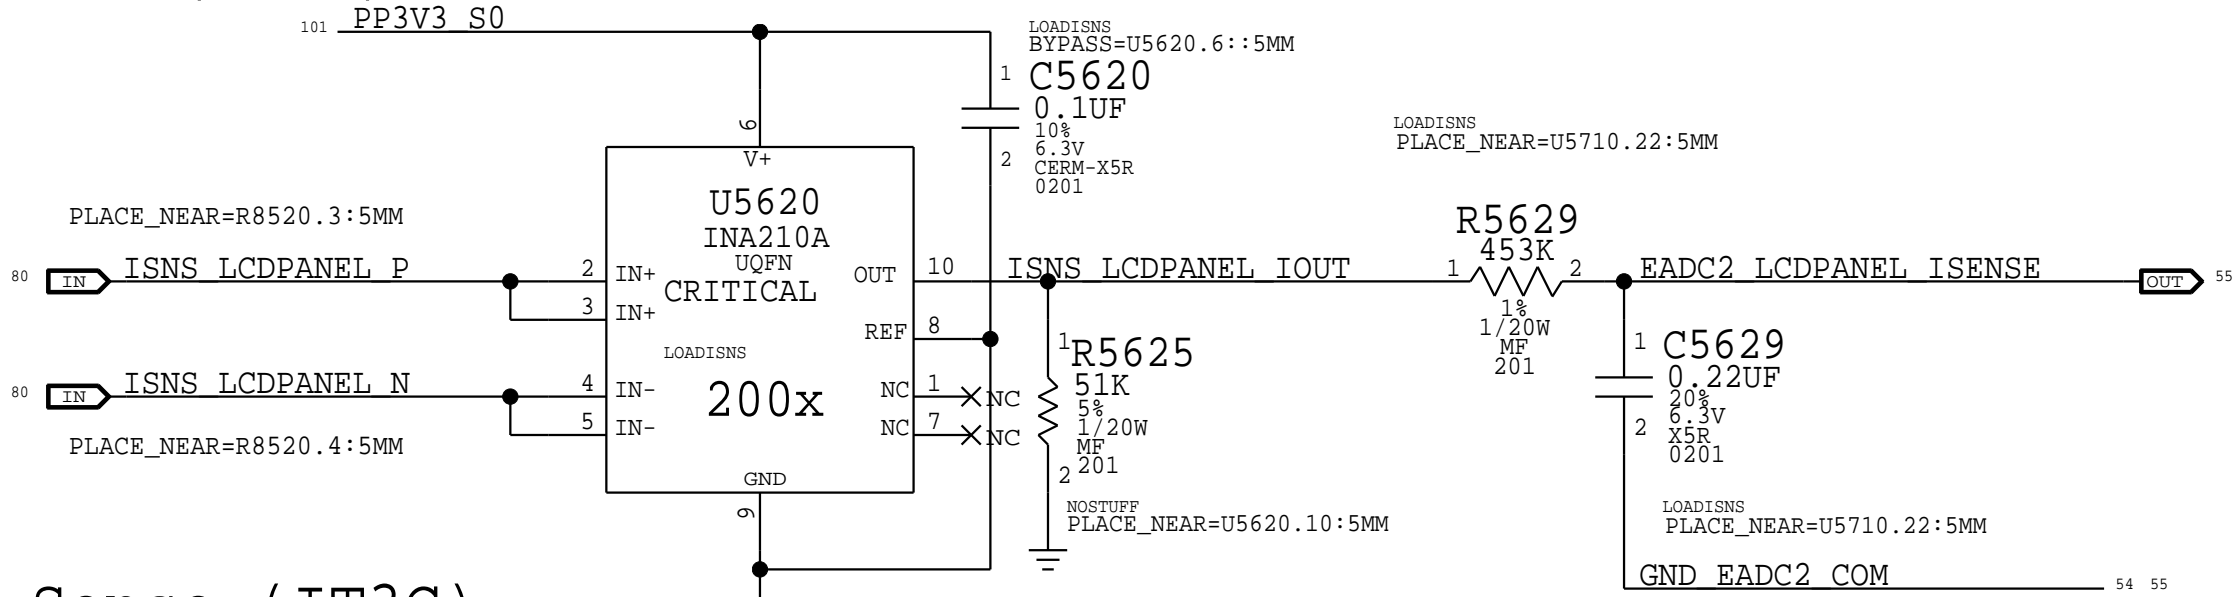 101 PP3V3_S0
LOADISNS
BYPASS=U5620.6::5MM
1 C5620
0.1UF
10%
6.3V
2
CERM-X5R
0201
LOADISNS
PLACE_NEAR=U5710.22:5MM
6
V+
U5620
INA210A
UQFN
CRITICAL
LOADISNS
200x
PLACE_NEAR=R8520.3:5MM
80 IN ISNS_LCDPANEL_P 2 IN+
3 IN+
80 IN ISNS_LCDPANEL_N 4 IN-
5 IN-
PLACE_NEAR=R8520.4:5MM
OUT 10 ISNS_LCDPANEL_IOUT
REF 8
NC 1 NC
NC 7 NC
GND
9
1 R5625
51K
5%
1/20W
MF
2 201
NOSTUFF
PLACE_NEAR=U5620.10:5MM
R5629
453K
1 2
1%
1/20W
MF
201
EADC2_LCDPANEL_ISENSE OUT 55
1 C5629
0.22UF
20%
6.3V
2 X5R
0201
LOADISNS
PLACE_NEAR=U5710.22:5MM
GND_EADC2_COM 54 55